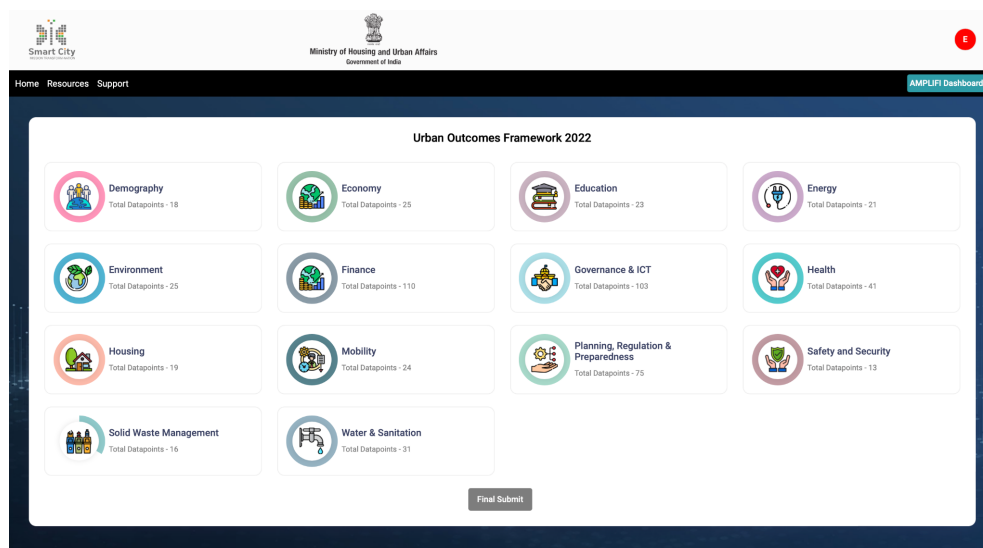 Smart City
Ministry of Housing and Urban Affairs
Government of India
E
Home Resources Support
AMPLIFI Dashboard
Urban Outcomes Framework 2022
Demography
Total Datapoints - 18
Economy
Total Datapoints - 25
Education
Total Datapoints - 23
Energy
Total Datapoints - 21
Environment
Total Datapoints - 25
Finance
Total Datapoints - 110
Governance & ICT
Total Datapoints - 103
Health
Total Datapoints - 41
Housing
Total Datapoints - 19
Mobility
Total Datapoints - 24
Planning, Regulation &
Preparedness
Total Datapoints - 75
Safety and Security
Total Datapoints - 13
Solid Waste Management
Total Datapoints - 16
Water & Sanitation
Total Datapoints - 31
Final Submit